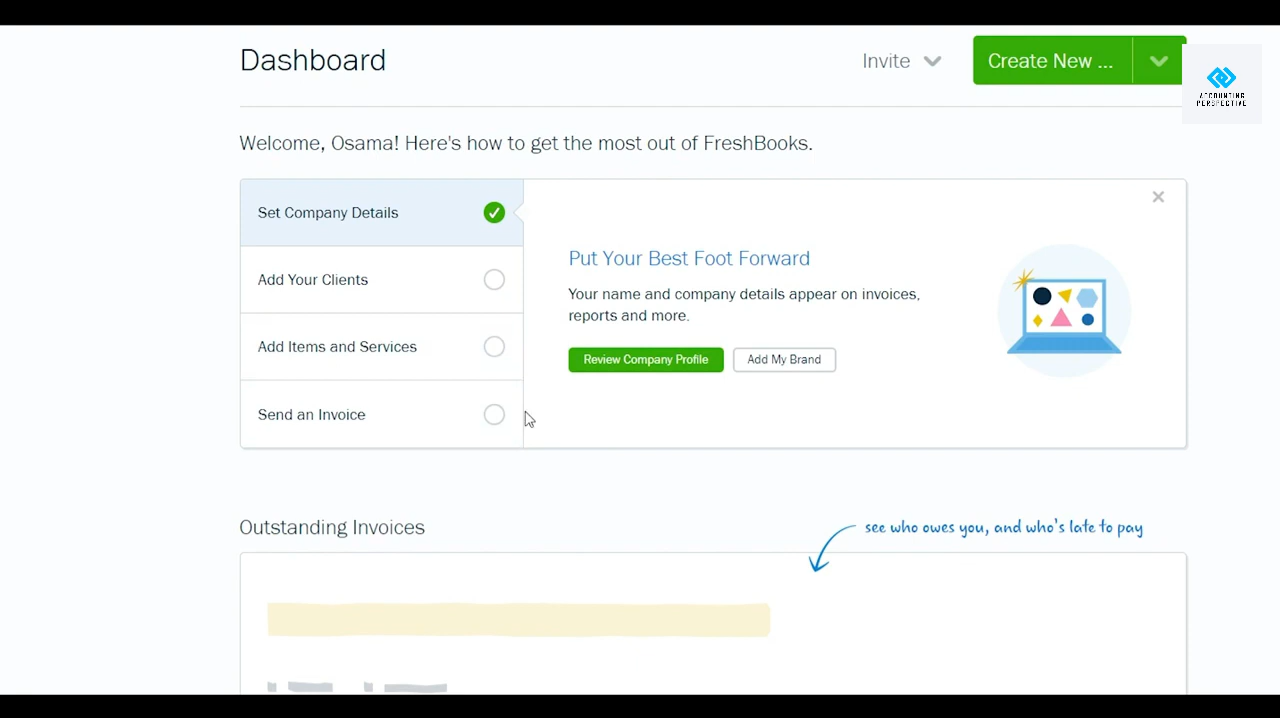 Dashboard
Invite
Create New ...
ACCOUNTING
PERSPECTIVE
Welcome, Osama! Here's how to get the most out of FreshBooks.
Set Company Details
Add Your Clients
Add Items and Services
Send an Invoice
Put Your Best Foot Forward
Your name and company details appear on invoices,
reports and more.
Review Company Profile
Add My Brand
Outstanding Invoices
see who owes you, and who's late to pay